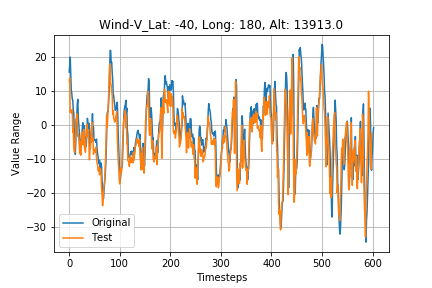 Wind-V_Lat: -40, Long: 180, Alt: 13913.0
Value Range
20
10
0
−10
−20
−30
Original
Test
0 100 200 300 400 500 600
Timesteps